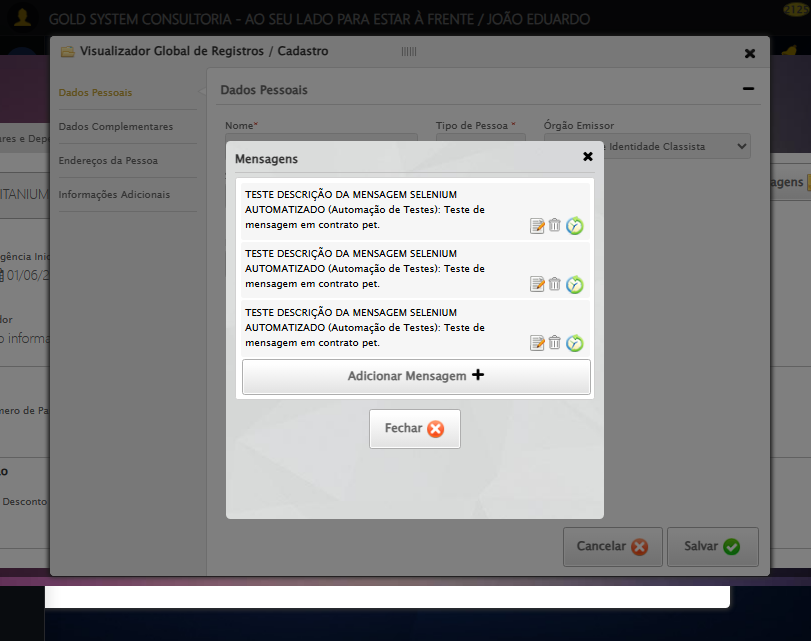 GOLD SYSTEM CONSULTORIA - AO SEU LADO PARA ESTAR À FRENTE / JOÃO EDUARDO
2125
Visualizador Global de Registros / Cadastro
Dados Pessoais
Dados Complementares
Endereços da Pessoa
Informações Adicionais
Dados Pessoais
Nome*
Tipo de Pessoa *
Órgão Emissor
e Identidade Classista
ures e Depe
ITANIUM
gência Inic
01/06/2
dor
o informa
mero de Pa
ão
Desconto
agens
Mensagens
TESTE DESCRIÇÃO DA MENSAGEM SELENIUM
AUTOMATIZADO (Automação de Testes): Teste de
mensagem em contrato pet.
TESTE DESCRIÇÃO DA MENSAGEM SELENIUM
AUTOMATIZADO (Automação de Testes): Teste de
mensagem em contrato pet.
TESTE DESCRIÇÃO DA MENSAGEM SELENIUM
AUTOMATIZADO (Automação de Testes): Teste de
mensagem em contrato pet.
Adicionar Mensagem
Fechar
Cancelar
Salvar